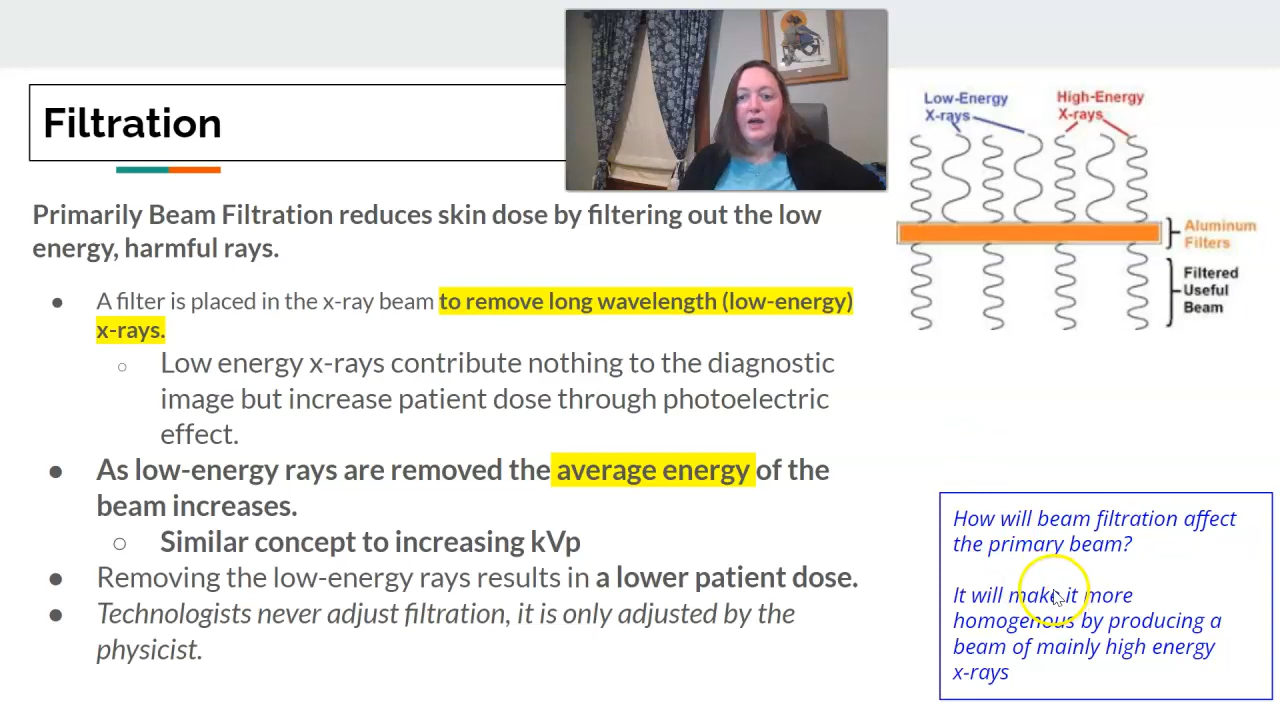 Filtration
Primarily Beam Filtration reduces skin dose by filtering out the low
energy, harmful rays.
● A filter is placed in the x-ray beam to remove long wavelength (low-energy)
x-rays.
○ Low energy x-rays contribute nothing to the diagnostic
image but increase patient dose through photoelectric
effect.
● As low-energy rays are removed the average energy of the
beam increases.
○ Similar concept to increasing kVp
● Removing the low-energy rays results in a lower patient dose.
● Technologists never adjust filtration, it is only adjusted by the
physicist.
Low-Energy
X-rays
High-Energy
X-rays
Aluminum
Filters
Filtered
Useful
Beam
How will beam filtration affect
the primary beam?
It will make it more
homogenous by producing a
beam of mainly high energy
x-rays